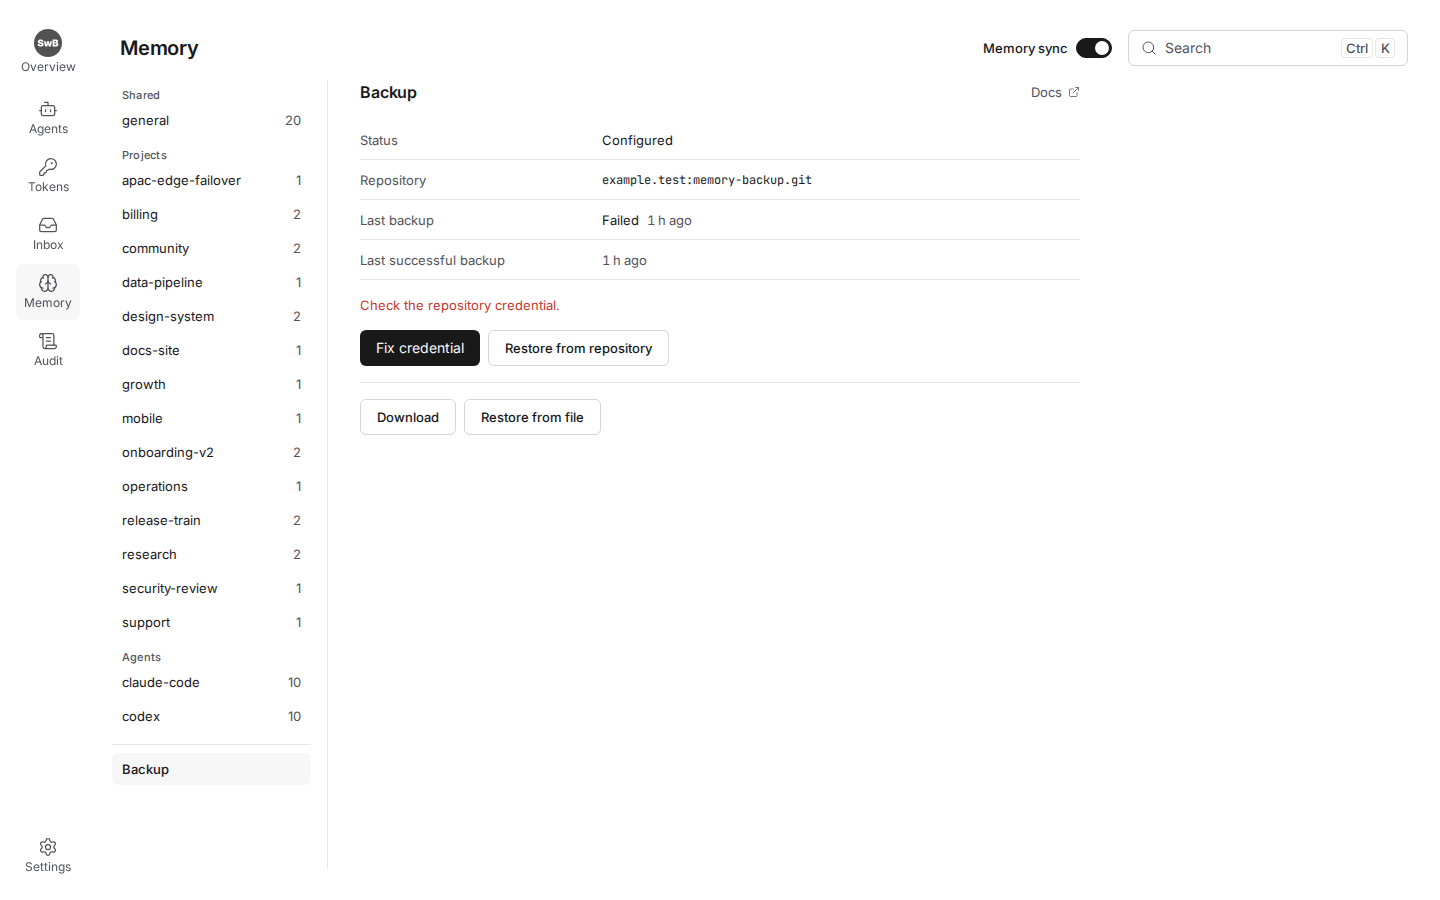 SwB
Overview
Agents
Tokens
Inbox
Memory
Audit
Settings
Memory
Memory sync
Search
Ctrl K
Shared
general 20
Projects
apac-edge-failover 1
billing 2
community 2
data-pipeline 1
design-system 2
docs-site 1
growth 1
mobile 1
onboarding-v2 2
operations 1
release-train 2
research 2
security-review 1
support 1
Agents
claude-code 10
codex 10
Backup
Backup
Docs
Status Configured
Repository example.test:memory-backup.git
Last backup Failed 1 h ago
Last successful backup 1 h ago
Check the repository credential.
Fix credential Restore from repository
Download Restore from file